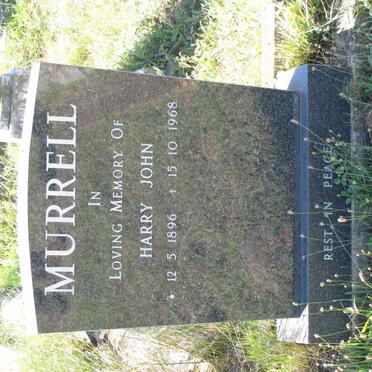 MURRELL
IN
LOVING MEMORY OF
HARRY JOHN
* 12.5.1896 + 15.10.1968
REST IN PEACE